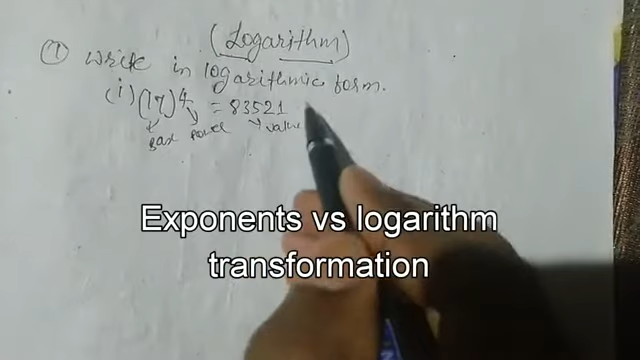 (Logarithm)
① Write in logarithmic form.
(i) (17)⁴ = 83521
Base Power value
Exponents vs logarithm
transformation